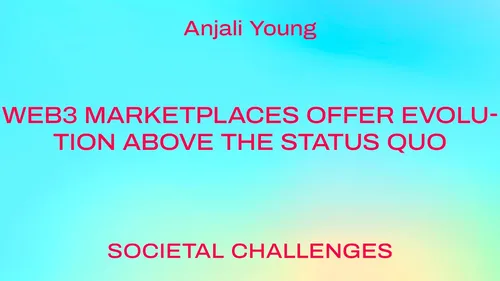 Anjali Young
WEB3 MARKETPLACES OFFER EVOLU-
TION ABOVE THE STATUS QUO
SOCIETAL CHALLENGES